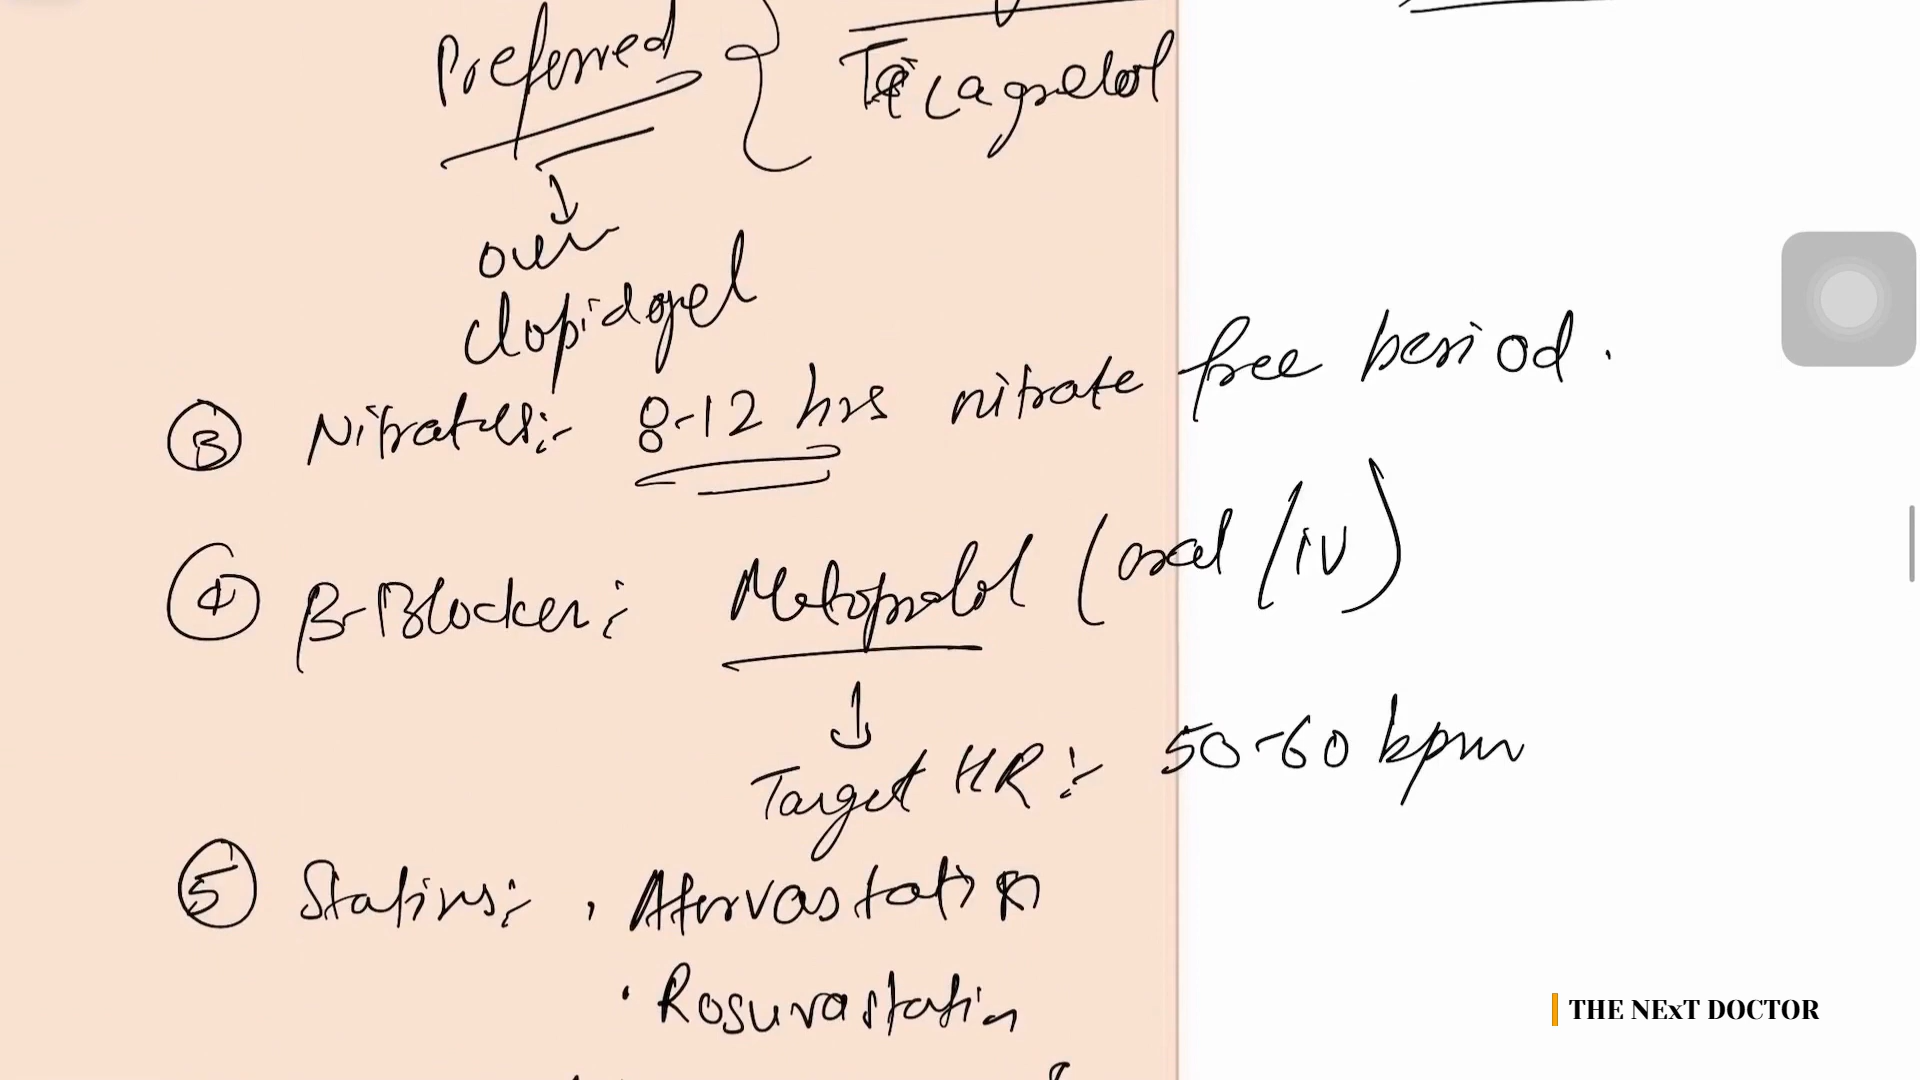 Preferred { Ticagrelol
↓
over
clopidogrel
③ Nitrates:- 8-12 hrs nitrate free period.
④ β-Blocker: Metoprolol (oral/iv)
↓
Target HR:- 50-60 bpm
⑤ Statins:- • Atorvastatin
• Rosuvastatin
THE NExT DOCTOR